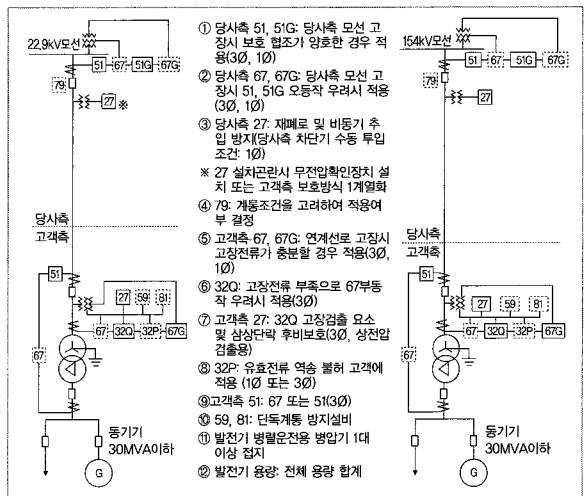 22,9kV모선
51
67
51G
67G
79
27 ※
당사측
고객측
51
27
59
81
67
32Q
32P
67G
67
동기기
30MVA이하
G
① 당사측 51, 51G: 당사측 모선 고
장시 보호 협조가 양호한 경우 적
용(3Ø, 1Ø)
② 당사측 67, 67G: 당사측 모선 고
장시 51, 51G 오동작 우려시 적용
(3Ø, 1Ø)
③ 당사측 27: 재폐로 및 비동기 투
입 방지(당사측 차단기 수동 투입
조건: 1Ø)
※ 27 설치곤란시 무전압확인장치 설
치 또는 고객측 보호방식 1계열화
④ 79: 계통조건을 고려하여 적용여
부 결정
⑤ 고객측 67, 67G: 연계선로 고장시
고장전류가 충분할 경우 적용(3Ø,
1Ø)
⑥ 32Q: 고장전류 부족으로 67부동
작 우려시 적용(3Ø)
⑦ 고객측 27: 32Q 고장검출 요소
및 삼상단락 후비보호(3Ø, 상전압
검출용)
⑧ 32P: 유효전류 역송 불허 고객에
적용 (1Ø 또는 3Ø)
⑨고객측 51: 67 또는 51(3Ø)
⑩ 59, 81: 단독계통 방지설비
⑪ 발전기 병렬운전용 변압기 1대
이상 접지
⑫ 발전기 용량: 전체 용량 합계
154kV모선
51
67
51G
67G
79
27
당사측
고객측
51
27
59
81
67
32Q
32P
67G
67
동기기
30MVA이하
G